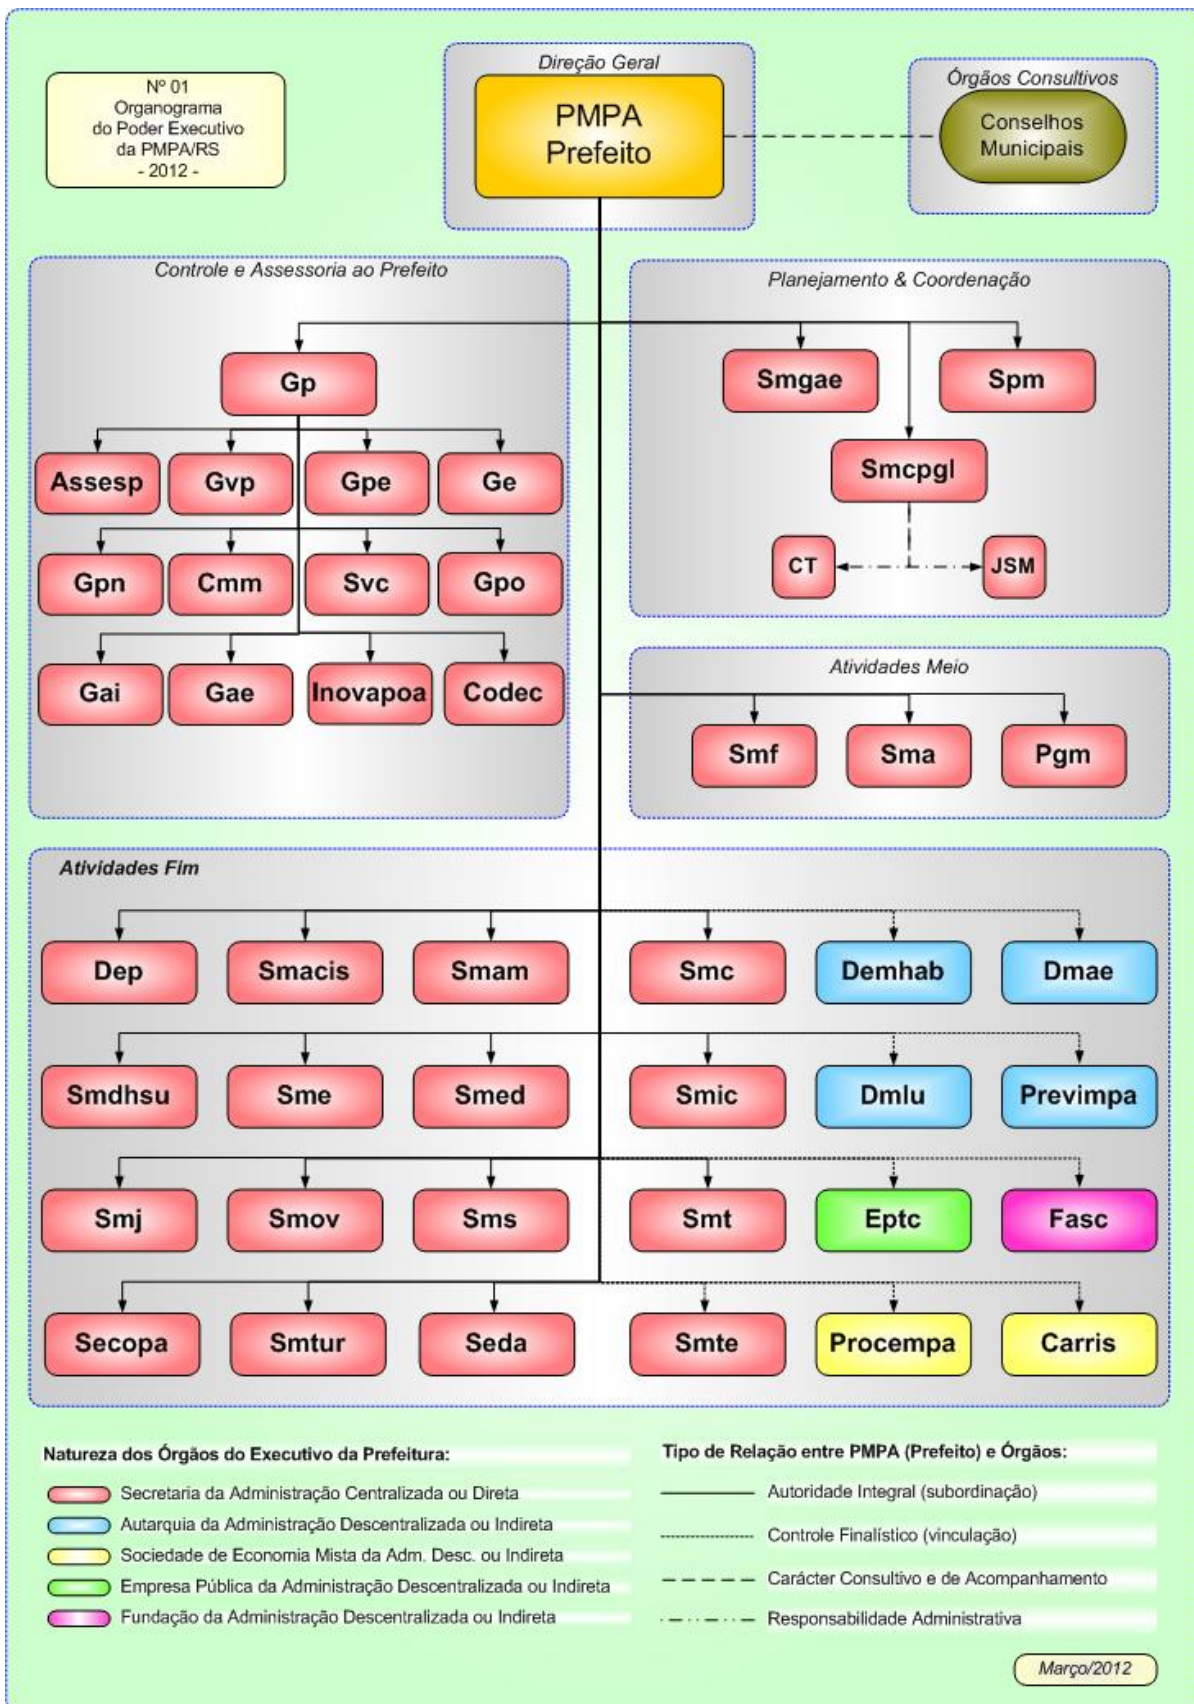 Nº 01
Organograma
do Poder Executivo
da PMPA/RS
- 2012 -
Direção Geral
PMPA
Prefeito
Órgãos Consultivos
Conselhos
Municipais
Controle e Assessoria ao Prefeito
Gp
Assesp Gvp Gpe Ge
Gpn Cmm Svc Gpo
Gai Gae Inovapoa Codec
Planejamento & Coordenação
Smgae Spm
Smcpgl
CT JSM
Atividades Meio
Smf Sma Pgm
Atividades Fim
Dep Smacis Smam Smc Demhab Dmae
Smdhsu Sme Smed Smic Dmlu Previmpa
Smj Smov Sms Smt Eptc Fasc
Secopa Smtur Seda Smte Procempa Carris
Natureza dos Órgãos do Executivo da Prefeitura:
Secretaria da Administração Centralizada ou Direta
Autarquia da Administração Descentralizada ou Indireta
Sociedade de Economia Mista da Adm. Desc. ou Indireta
Empresa Pública da Administração Descentralizada ou Indireta
Fundação da Administração Descentralizada ou Indireta
Tipo de Relação entre PMPA (Prefeito) e Órgãos:
Autoridade Integral (subordinação)
Controle Finalístico (vinculação)
Carácter Consultivo e de Acompanhamento
Responsabilidade Administrativa
Março/2012